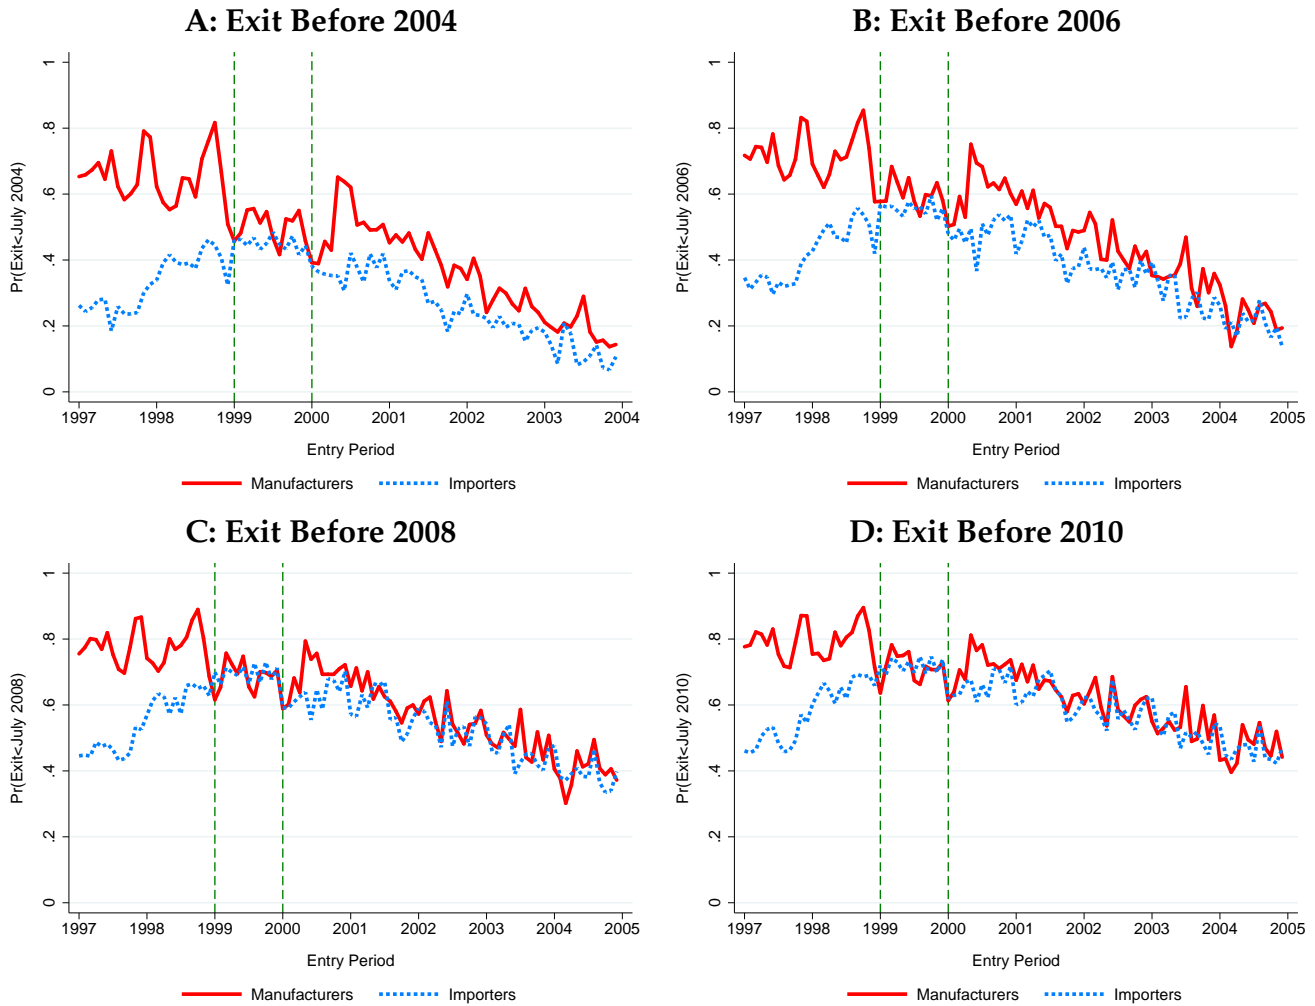 A: Exit Before 2004
Pr(Exit<July 2004)
1
.8
.6
.4
.2
0
1997 1998 1999 2000 2001 2002 2003 2004
Entry Period
Manufacturers Importers
B: Exit Before 2006
Pr(Exit<July 2006)
1
.8
.6
.4
.2
0
1997 1998 1999 2000 2001 2002 2003 2004 2005
Entry Period
Manufacturers Importers
C: Exit Before 2008
Pr(Exit<July 2008)
1
.8
.6
.4
.2
0
1997 1998 1999 2000 2001 2002 2003 2004 2005
Entry Period
Manufacturers Importers
D: Exit Before 2010
Pr(Exit<July 2010)
1
.8
.6
.4
.2
0
1997 1998 1999 2000 2001 2002 2003 2004 2005
Entry Period
Manufacturers Importers